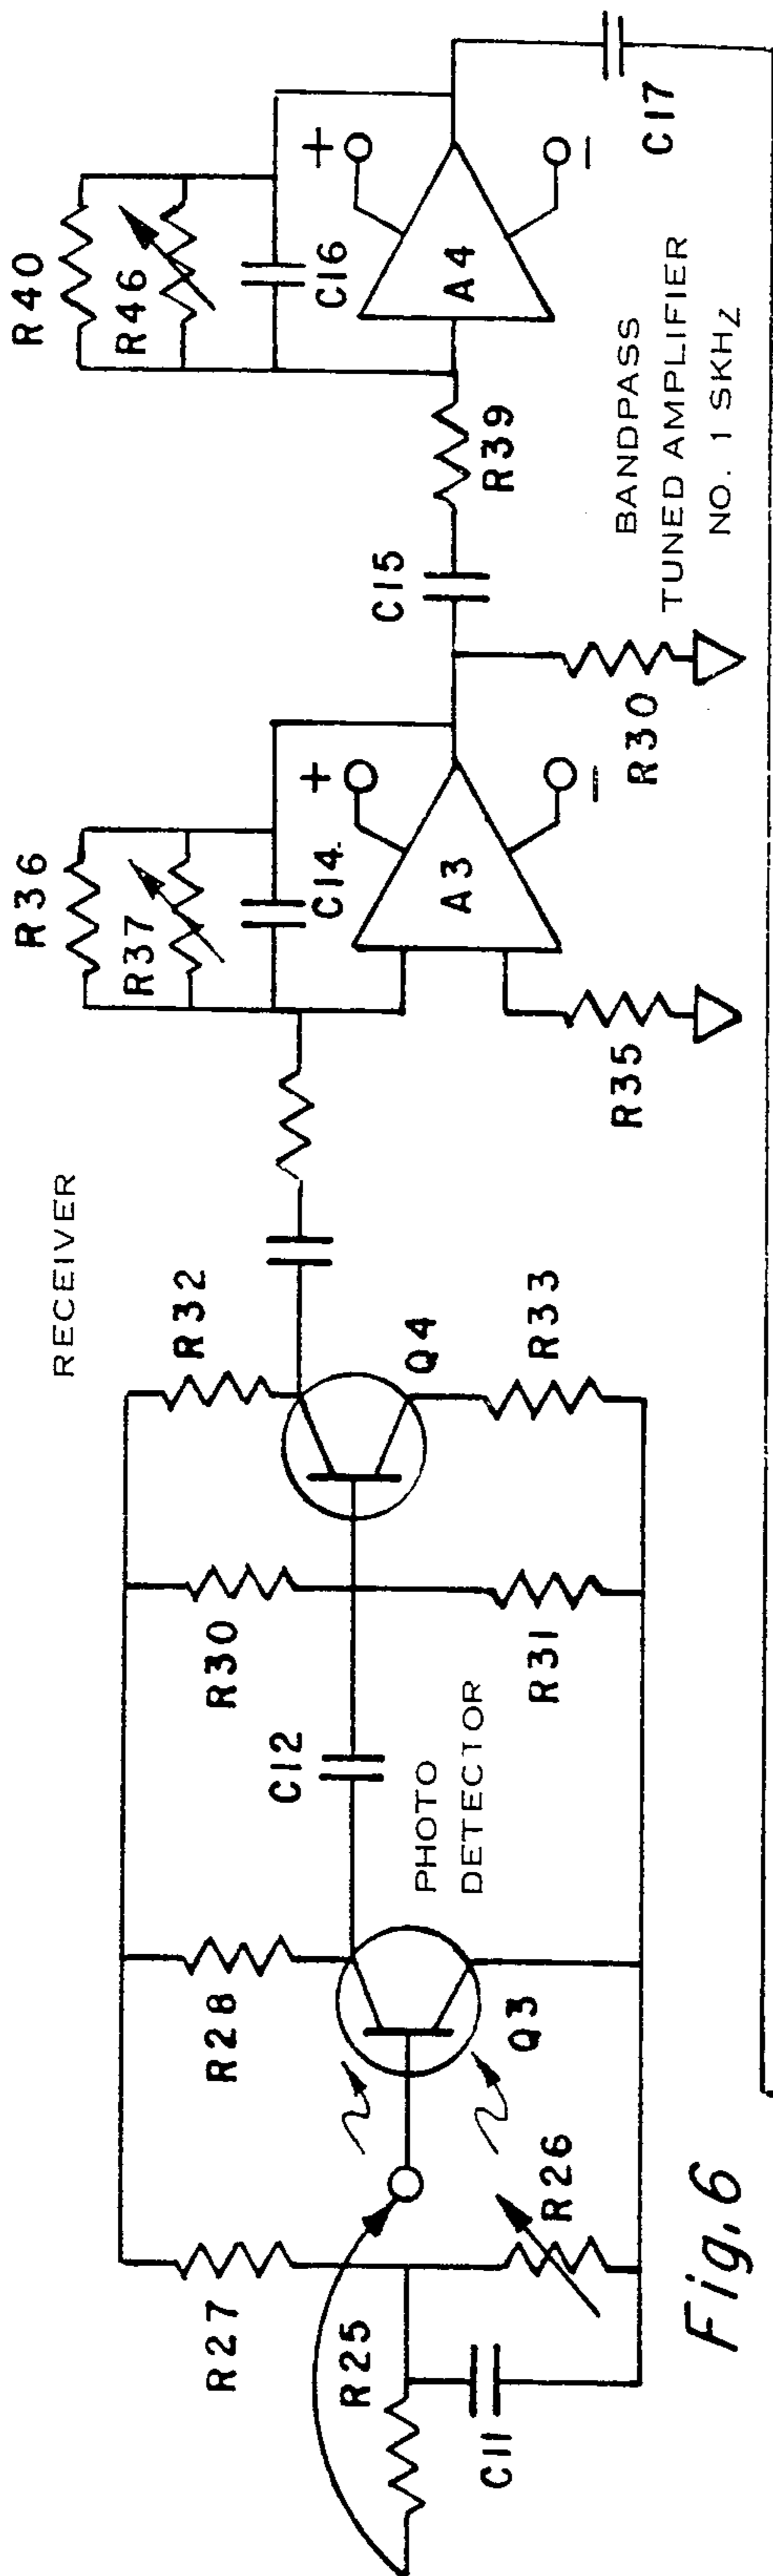 RECEIVER
R36
R40
R37
R46
C14
C16
+
+
R32
R27
R28
R30
C12
Q4
A3
A4
C15
R39
-
-
R25
R26
C11
Q3
PHOTO
DETECTOR
R31
R33
R35
R30
BANDPASS
TUNED AMPLIFIER
NO. 1 SKHZ
C17
Fig. 6